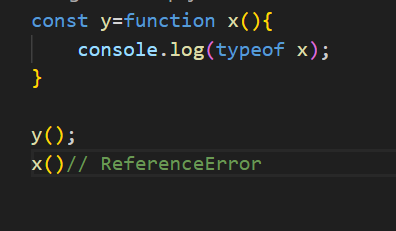 const y=function x(){
    console.log(typeof x);
}
y();
x()// ReferenceError